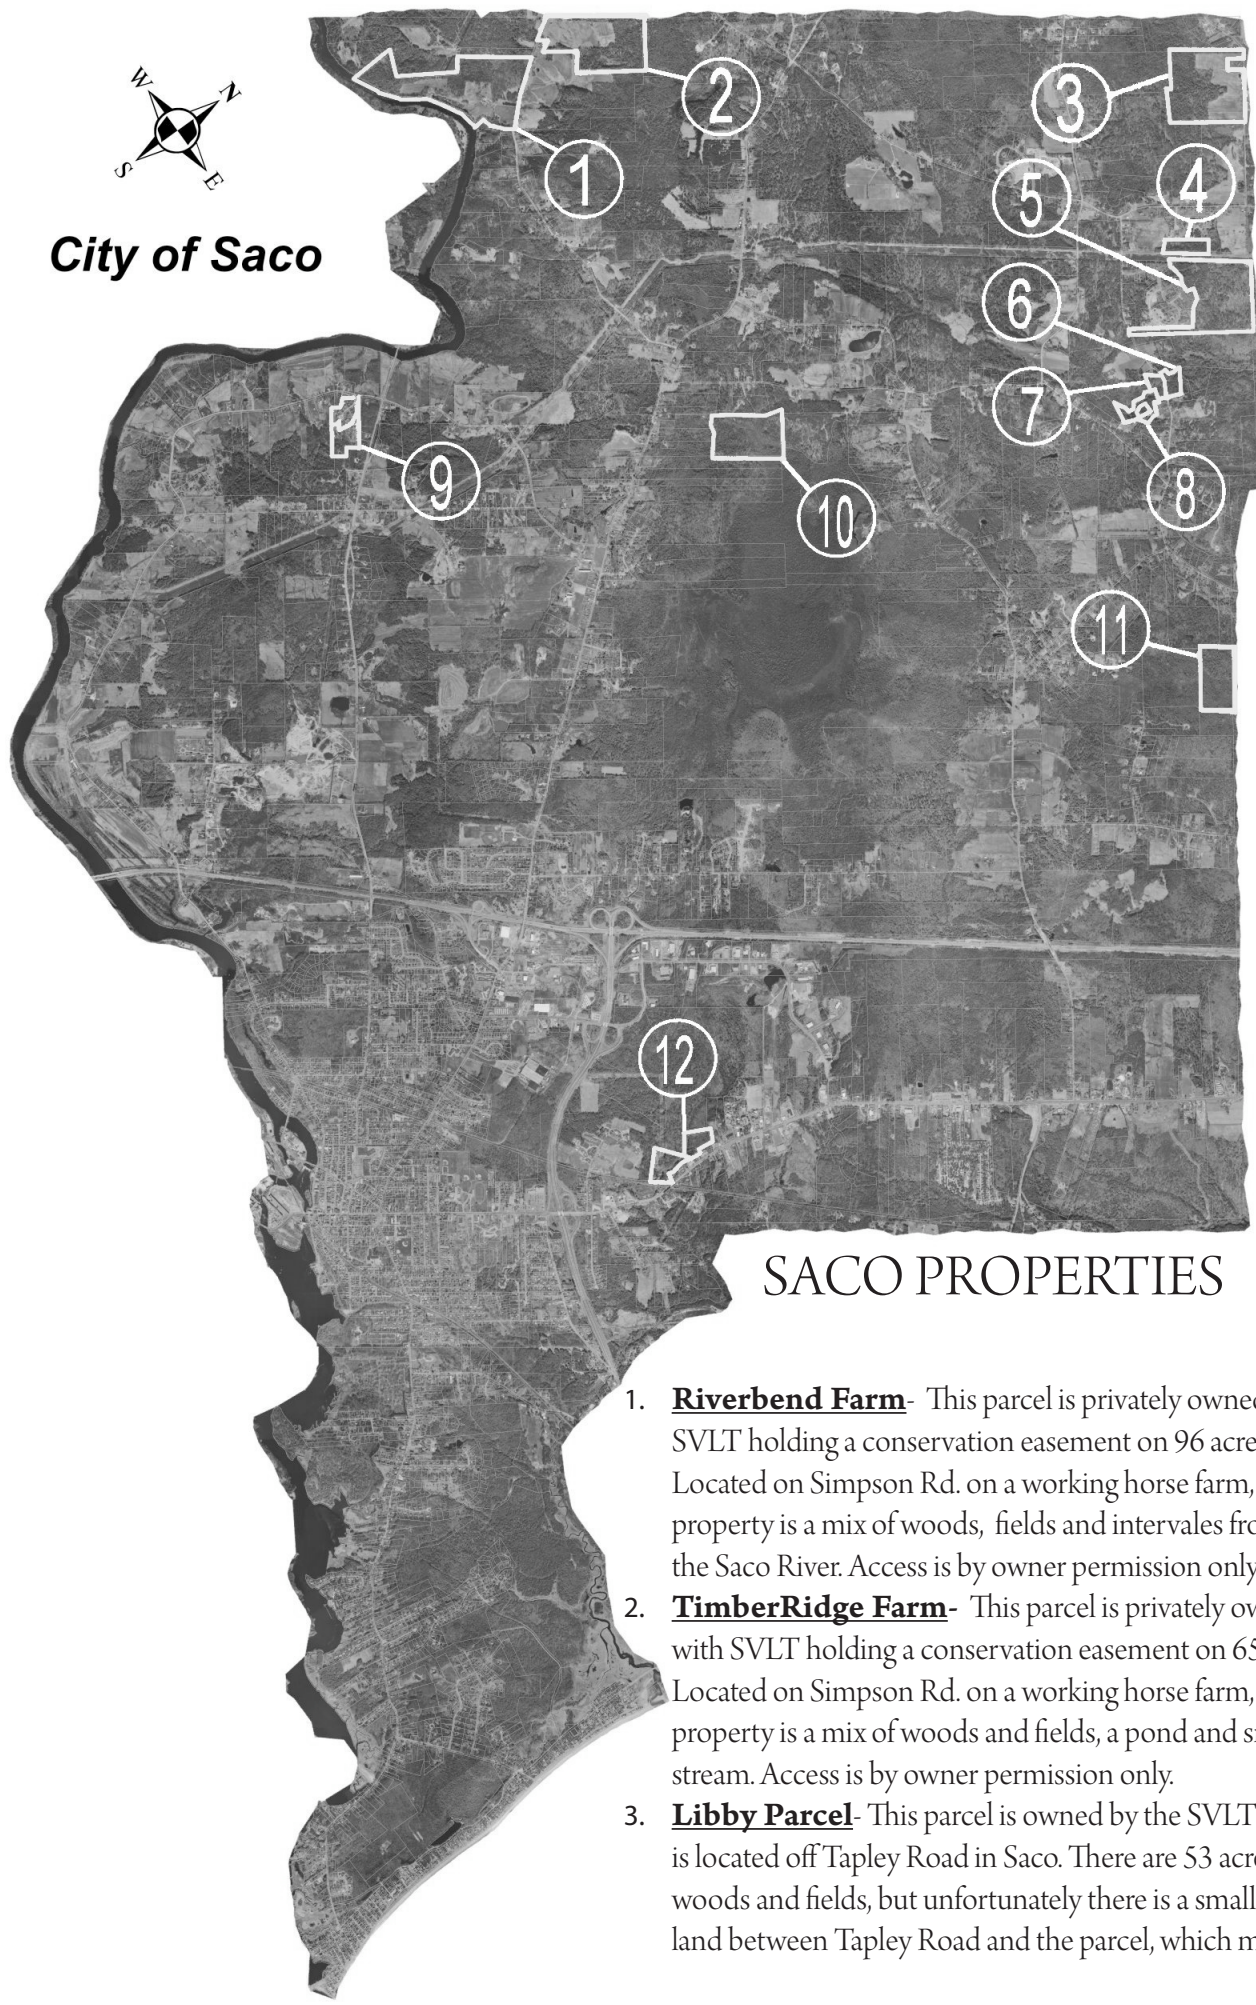 W
N
S
E
City of Saco
1
2
3
4
5
6
7
8
9
10
11
12
SACO PROPERTIES
1. Riverbend Farm- This parcel is privately owned
SVLT holding a conservation easement on 96 acre
Located on Simpson Rd. on a working horse farm,
property is a mix of woods, fields and intervales fro
the Saco River. Access is by owner permission only
2. TimberRidge Farm- This parcel is privately ow
with SVLT holding a conservation easement on 65
Located on Simpson Rd. on a working horse farm,
property is a mix of woods and fields, a pond and s
stream. Access is by owner permission only.
3. Libby Parcel- This parcel is owned by the SVLT
is located off Tapley Road in Saco. There are 53 acr
woods and fields, but unfortunately there is a small
land between Tapley Road and the parcel, which m